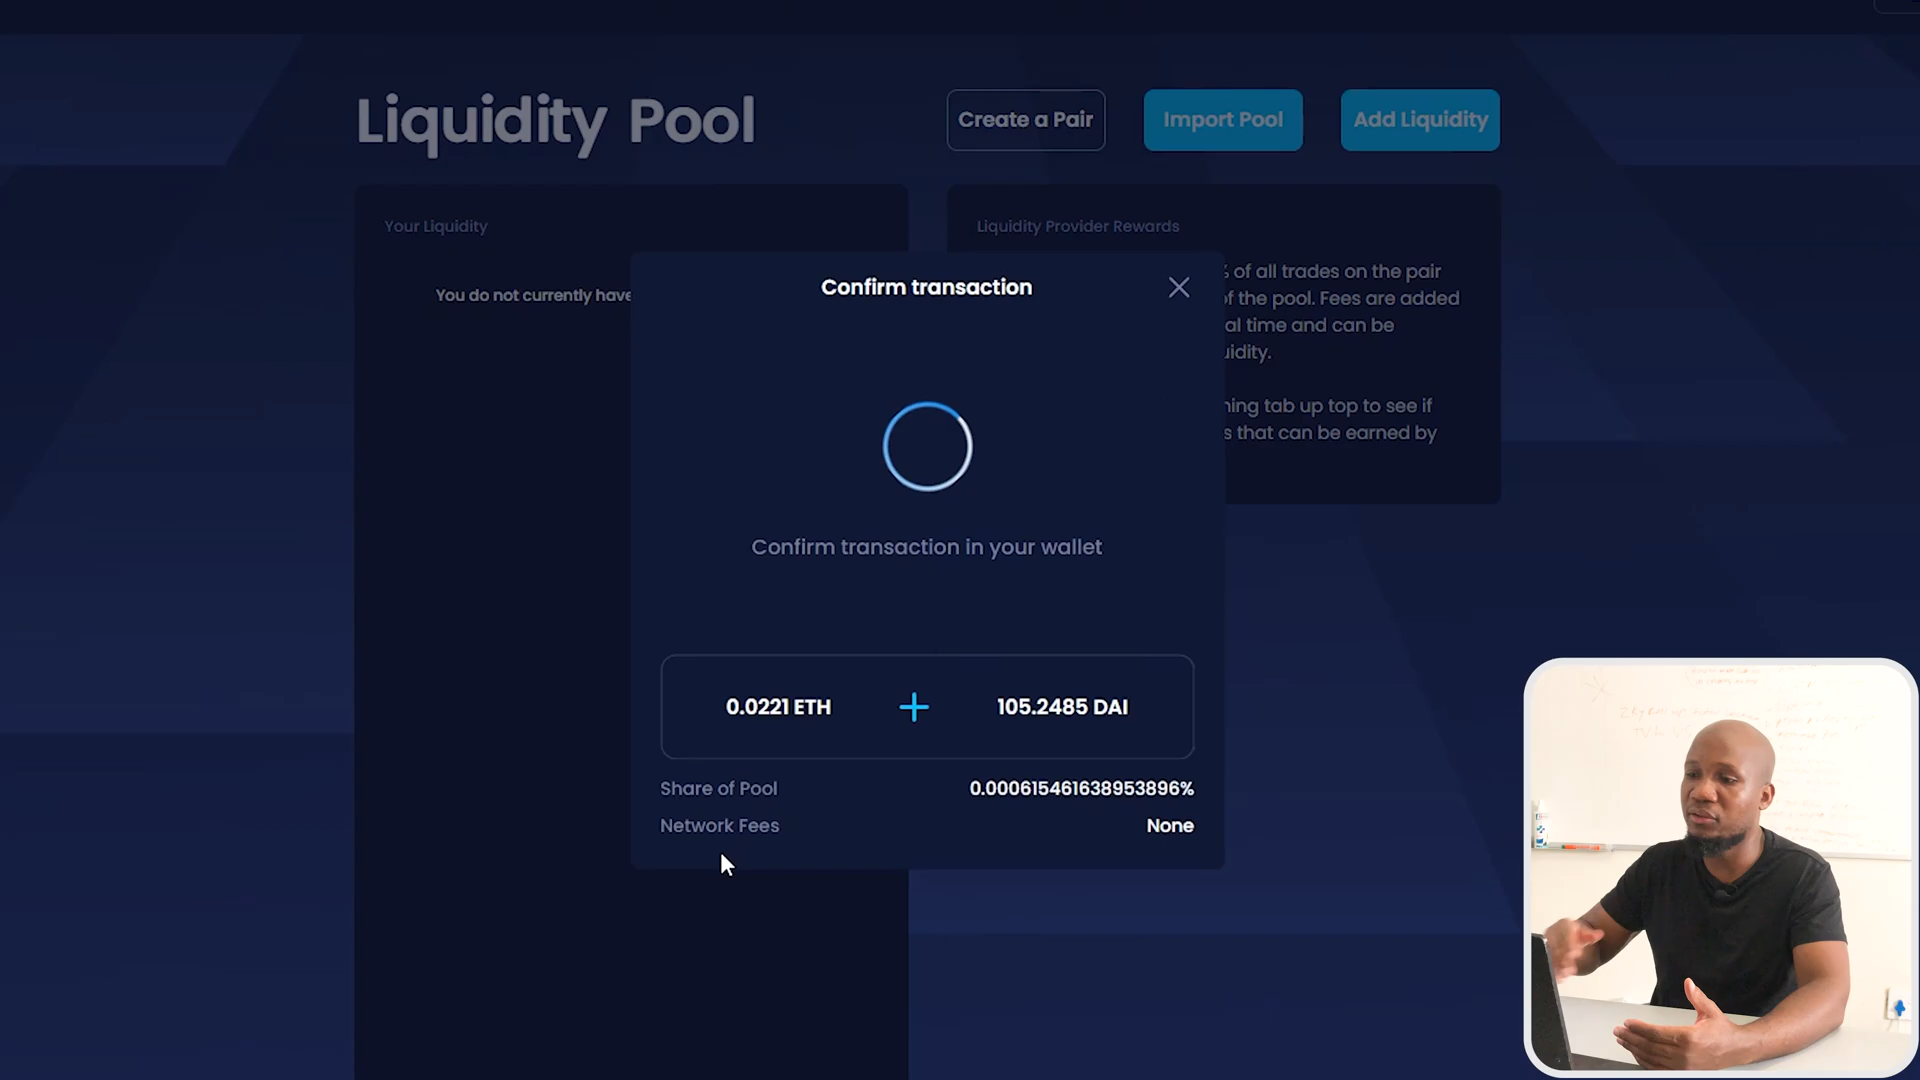 Liquidity Pool
Create a Pair
Import Pool
Add Liquidity
Your Liquidity
You do not currently have
Liquidity Provider Rewards
% of all trades on the pair
of the pool. Fees are added
al time and can be
uidity.
ning tab up top to see if
s that can be earned by
Confirm transaction
Confirm transaction in your wallet
0.0221 ETH + 105.2485 DAI
Share of Pool 0.000615461638953896%
Network Fees None